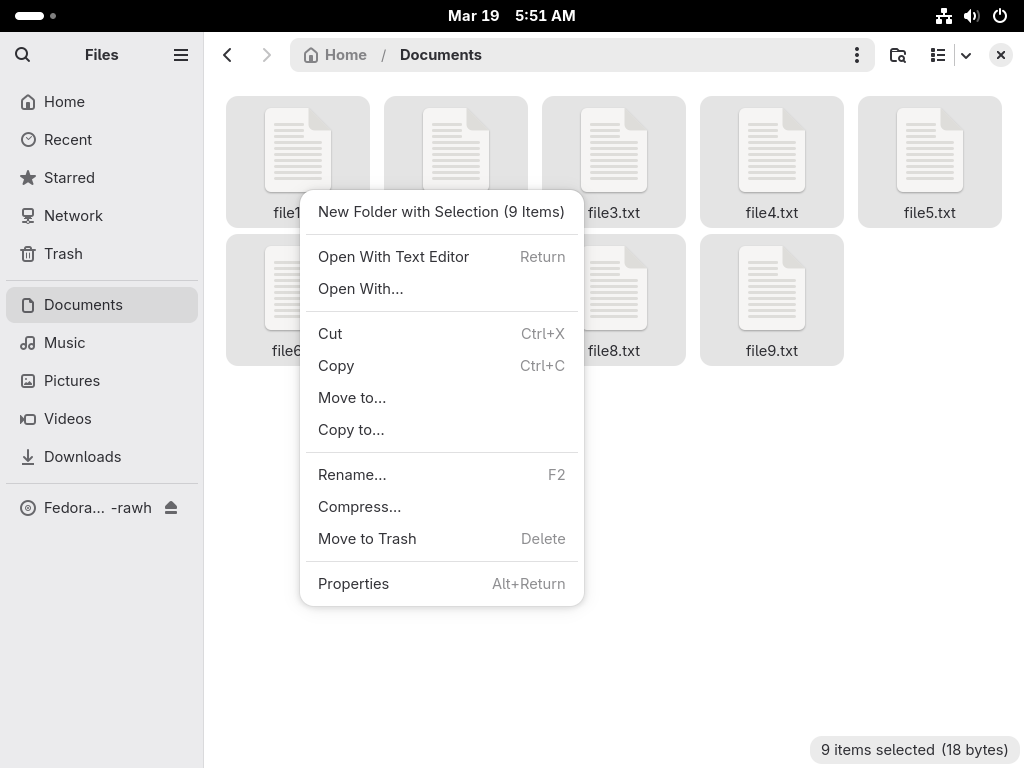 Mar 19 5:51 AM
Files
Home / Documents
Home
Recent
Starred
Network
Trash
Documents
Music
Pictures
Videos
Downloads
Fedora... -rawh
file3.txt
file4.txt
file5.txt
file8.txt
file9.txt
New Folder with Selection (9 Items)
Open With Text Editor Return
Open With...
Cut Ctrl+X
Copy Ctrl+C
Move to...
Copy to...
Rename... F2
Compress...
Move to Trash Delete
Properties Alt+Return
9 items selected (18 bytes)